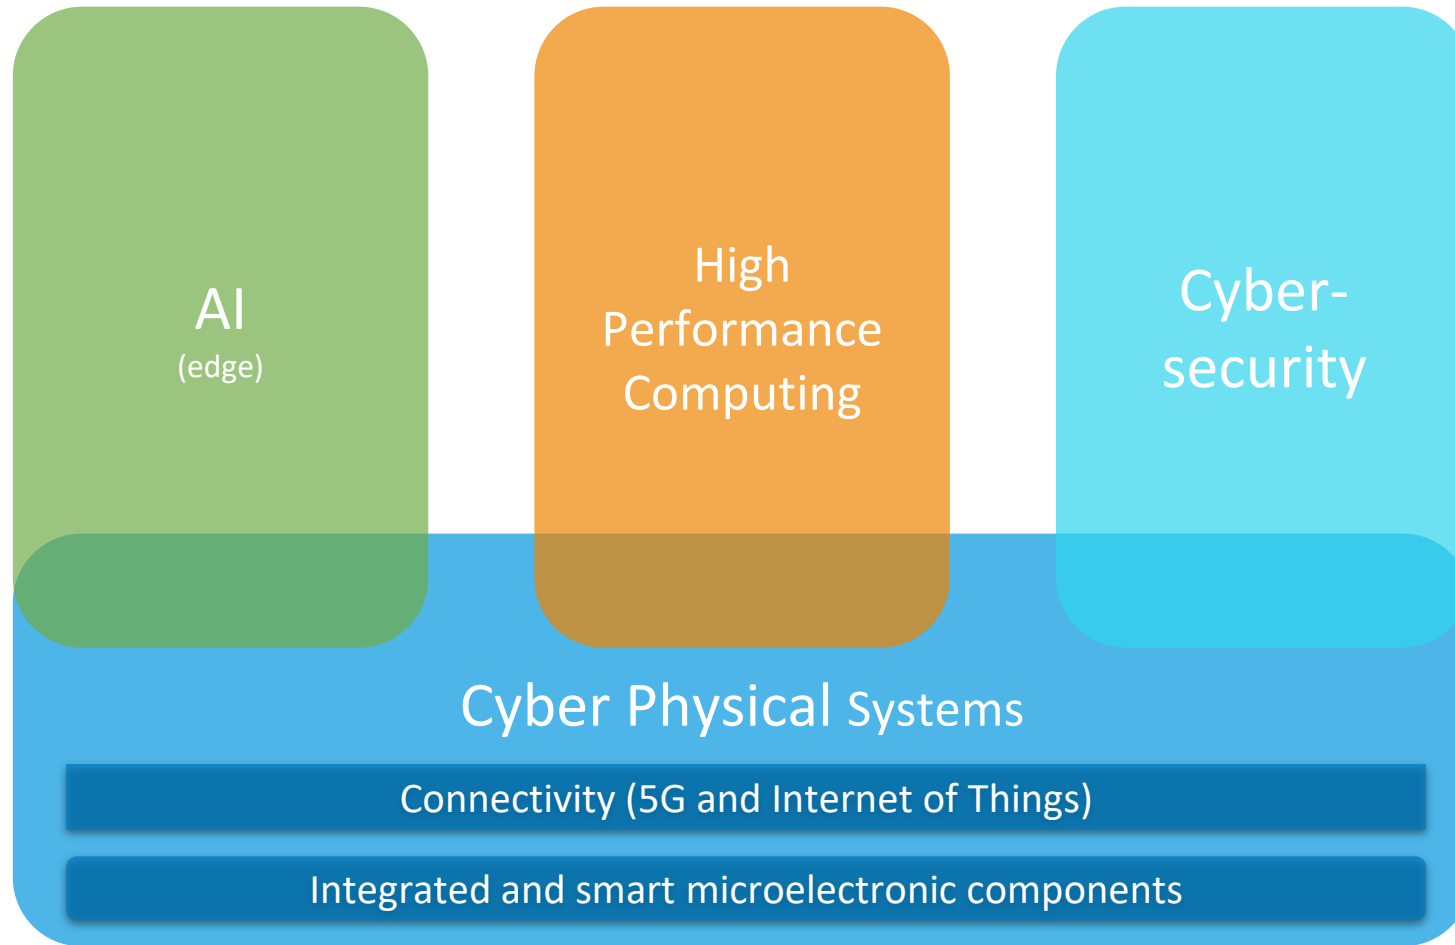 AI
(edge)
High
Performance
Computing
Cyber-
security
Cyber Physical Systems
Connectivity (5G and Internet of Things)
Integrated and smart microelectronic components